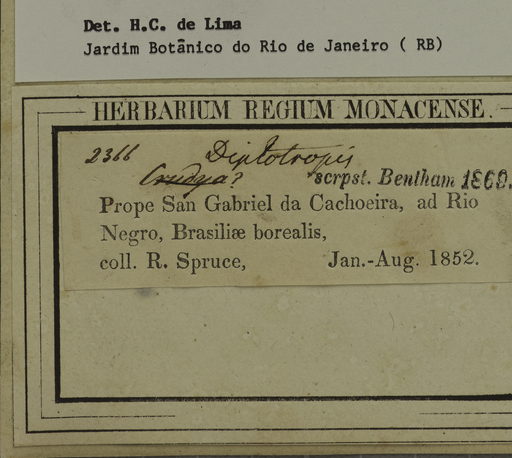 Det. H.C. de Lima
Jardim Botânico do Rio de Janeiro ( RB)
HERBARIUM REGIUM MONACENSE.
2366 Diplotropis
Crudya? scrpst. Bentham 1860.
Prope San Gabriel da Cachoeira, ad Rio
Negro, Brasiliæ borealis,
coll. R. Spruce, Jan.-Aug. 1852.